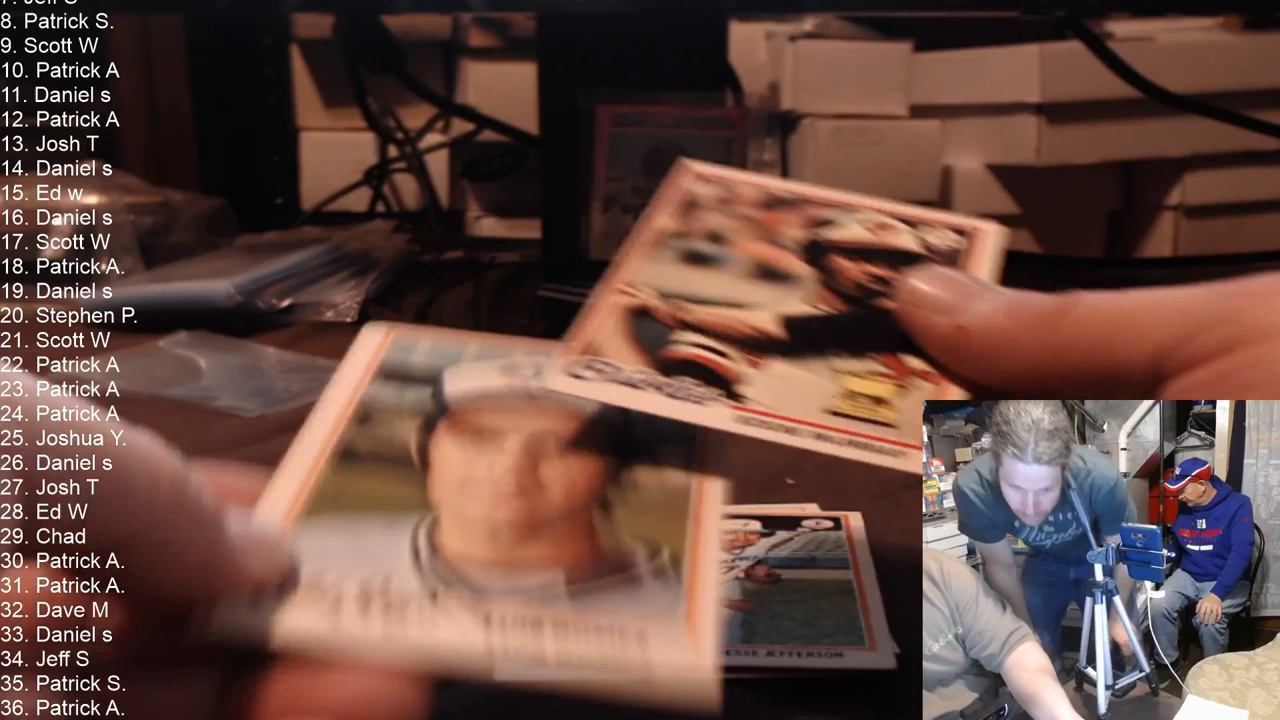 7. Jeff S
8. Patrick S.
9. Scott W
10. Patrick A
11. Daniel s
12. Patrick A
13. Josh T
14. Daniel s
15. Ed w
16. Daniel s
17. Scott W
18. Patrick A.
19. Daniel s
20. Stephen P.
21. Scott W
22. Patrick A
23. Patrick A
24. Patrick A
25. Joshua Y.
26. Daniel s
27. Josh T
28. Ed W
29. Chad
30. Patrick A.
31. Patrick A.
32. Dave M
33. Daniel s
34. Jeff S
35. Patrick S.
36. Patrick A.
JEFFERSON